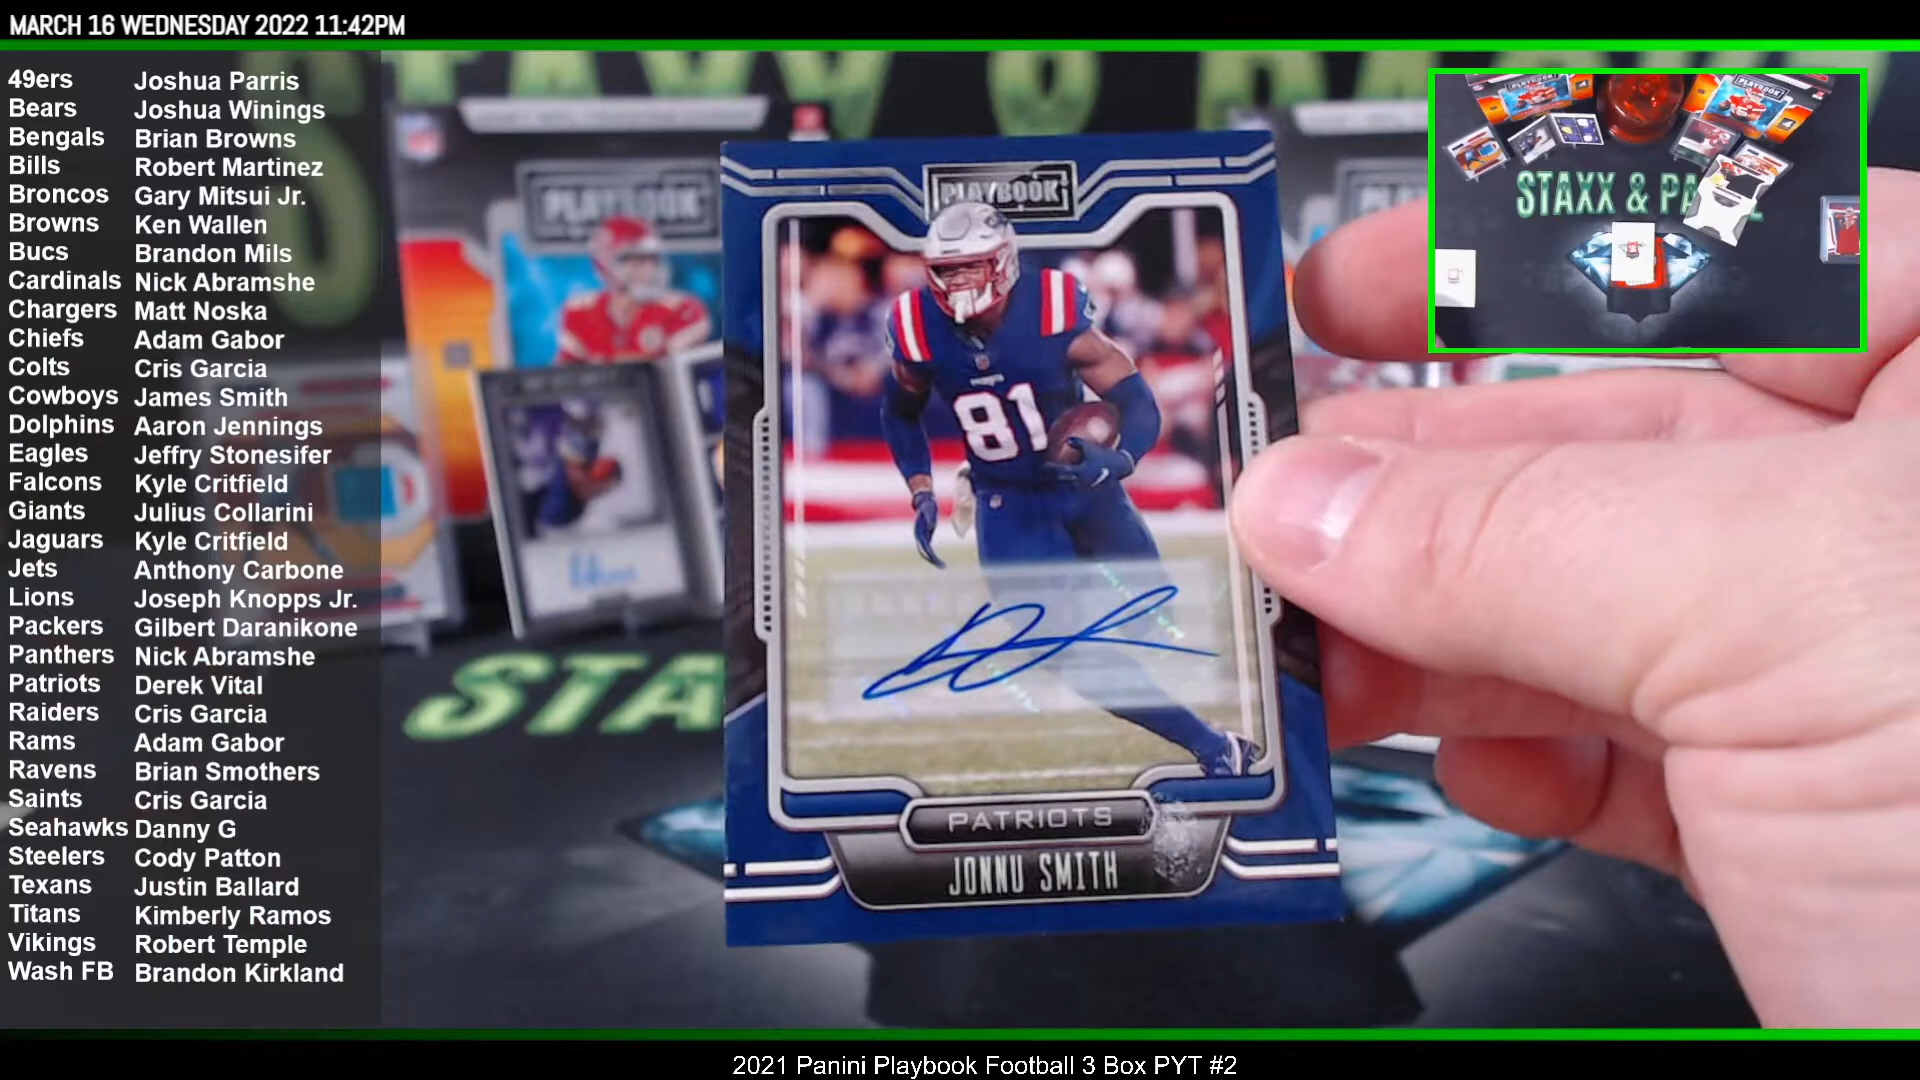 MARCH 16 WEDNESDAY 2022 11:42PM
49ers Joshua Parris
Bears Joshua Winings
Bengals Brian Browns
Bills Robert Martinez
Broncos Gary Mitsui Jr.
Browns Ken Wallen
Bucs Brandon Mils
Cardinals Nick Abramshe
Chargers Matt Noska
Chiefs Adam Gabor
Colts Cris Garcia
Cowboys James Smith
Dolphins Aaron Jennings
Eagles Jeffry Stonesifer
Falcons Kyle Critfield
Giants Julius Collarini
Jaguars Kyle Critfield
Jets Anthony Carbone
Lions Joseph Knopps Jr.
Packers Gilbert Daranikone
Panthers Nick Abramshe
Patriots Derek Vital
Raiders Cris Garcia
Rams Adam Gabor
Ravens Brian Smothers
Saints Cris Garcia
Seahawks Danny G
Steelers Cody Patton
Texans Justin Ballard
Titans Kimberly Ramos
Vikings Robert Temple
Wash FB Brandon Kirkland
PLAYBOOK
PLAYBOOK
81
PATRIOTS
JONNU SMITH
STA
PLAYBOOK
PLAYBOOK
STAXX & PA
2021 Panini Playbook Football 3 Box PYT #2